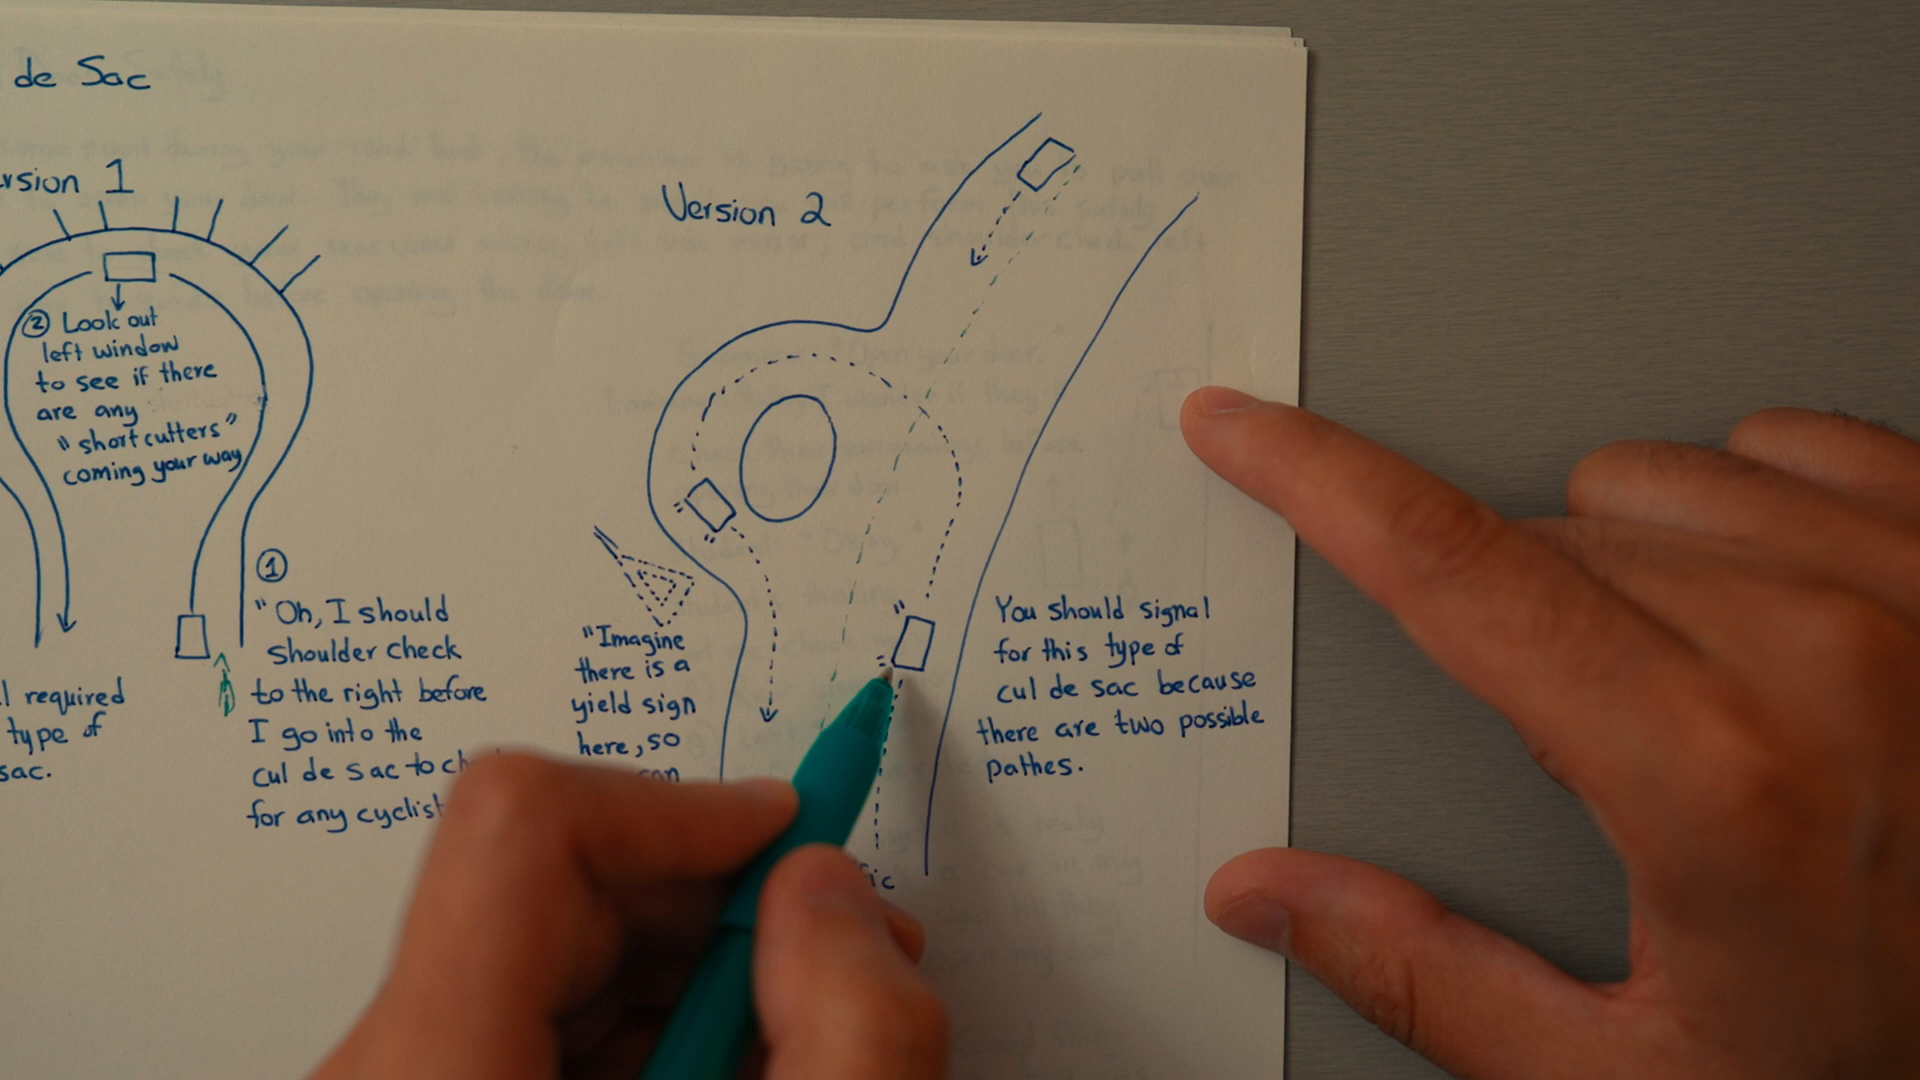 de Sac
Version 2
rsion 1
② Look out
left window
to see if there
are any
"shortcutters"
coming your way
①
"Oh, I should
shoulder check
to the right before
I go into the
cul de sac to ch
for any cyclist
l required
type of
sac.
"Imagine
there is a
yield sign
here, so
can
ic
You should signal
for this type of
cul de sac because
there are two possible
pathes.